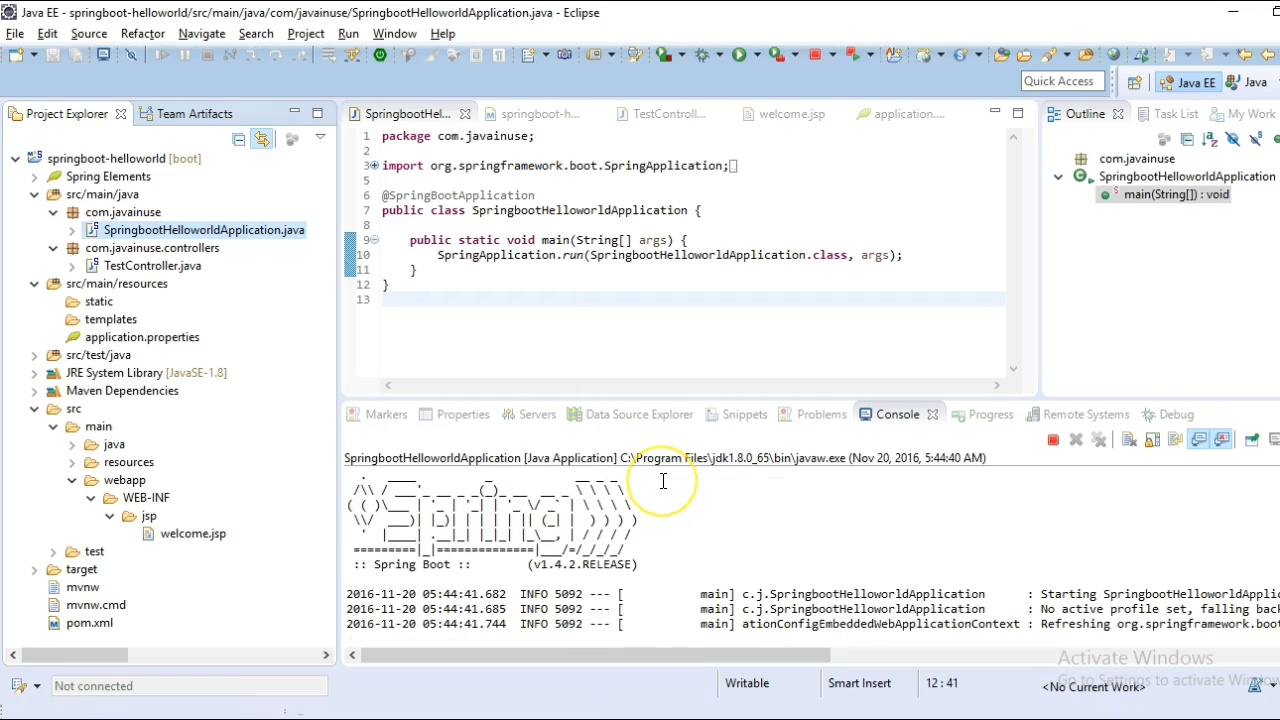 Java EE - springboot-helloworld/src/main/java/com/javainuse/SpringbootHelloworldApplication.java - Eclipse
File Edit Source Refactor Navigate Search Project Run Window Help
Quick Access Java EE Java
Project Explorer Team Artifacts
springboot-helloworld [boot]
Spring Elements
src/main/java
com.javainuse
SpringbootHelloworldApplication.java
com.javainuse.controllers
TestController.java
src/main/resources
static
templates
application.properties
src/test/java
JRE System Library [JavaSE-1.8]
Maven Dependencies
src
main
java
resources
webapp
WEB-INF
jsp
welcome.jsp
test
target
mvnw
mvnw.cmd
pom.xml
SpringbootHel... springboot-h... TestControll... welcome.jsp application....
1 package com.javainuse;
2
3 import org.springframework.boot.SpringApplication;
5
6 @SpringBootApplication
7 public class SpringbootHelloworldApplication {
8
9 public static void main(String[] args) {
10 SpringApplication.run(SpringbootHelloworldApplication.class, args);
11 }
12 }
13
Outline Task List My Work
com.javainuse
SpringbootHelloworldApplication
main(String[]) : void
Markers Properties Servers Data Source Explorer Snippets Problems Console Progress Remote Systems Debug
SpringbootHelloworldApplication [Java Application] C:\Program Files\jdk1.8.0_65\bin\javaw.exe (Nov 20, 2016, 5:44:40 AM)
Spring
:: Spring Boot :: (v1.4.2.RELEASE)
2016-11-20 05:44:41.682 INFO 5092 --- [ main] c.j.SpringbootHelloworldApplication : Starting SpringbootHelloworldApplic
2016-11-20 05:44:41.685 INFO 5092 --- [ main] c.j.SpringbootHelloworldApplication : No active profile set, falling back
2016-11-20 05:44:41.744 INFO 5092 --- [ main] ationConfigEmbeddedWebApplicationContext : Refreshing org.springframework.boot
Activate Windows
Go to Settings to activate Window
Not connected
Writable Smart Insert 12 : 41 <No Current Work>